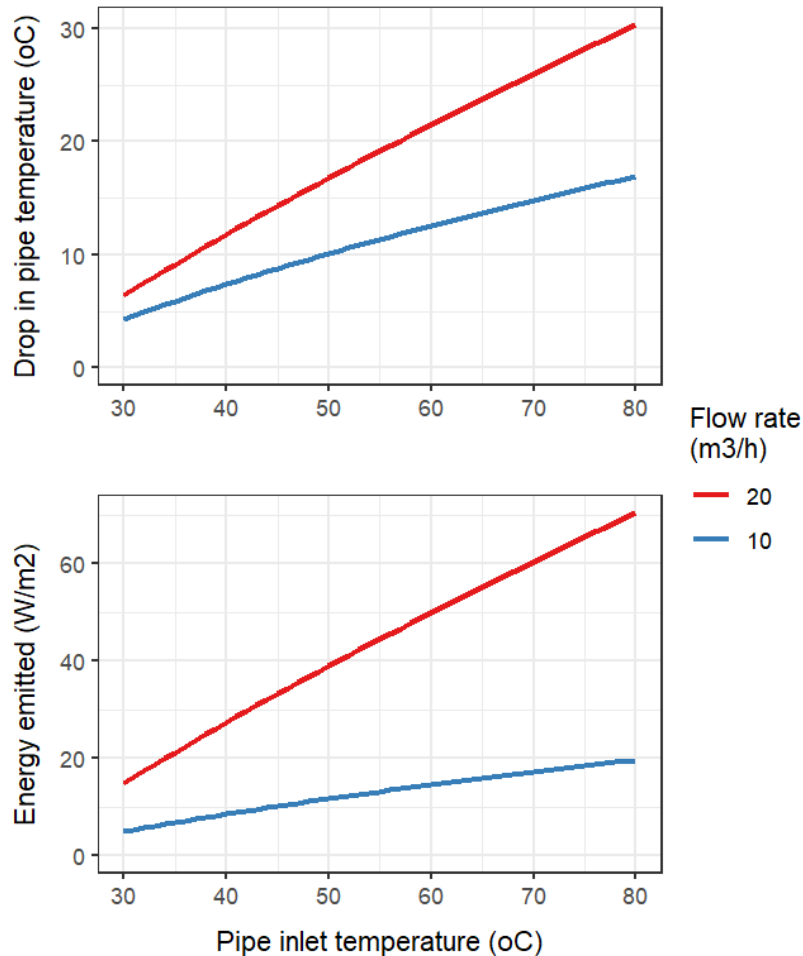 Drop in pipe temperature (oC)
30
20
10
0
30 40 50 60 70 80
Flow rate
(m3/h)
20
10
Energy emitted (W/m2)
60
40
20
0
30 40 50 60 70 80
Pipe inlet temperature (oC)